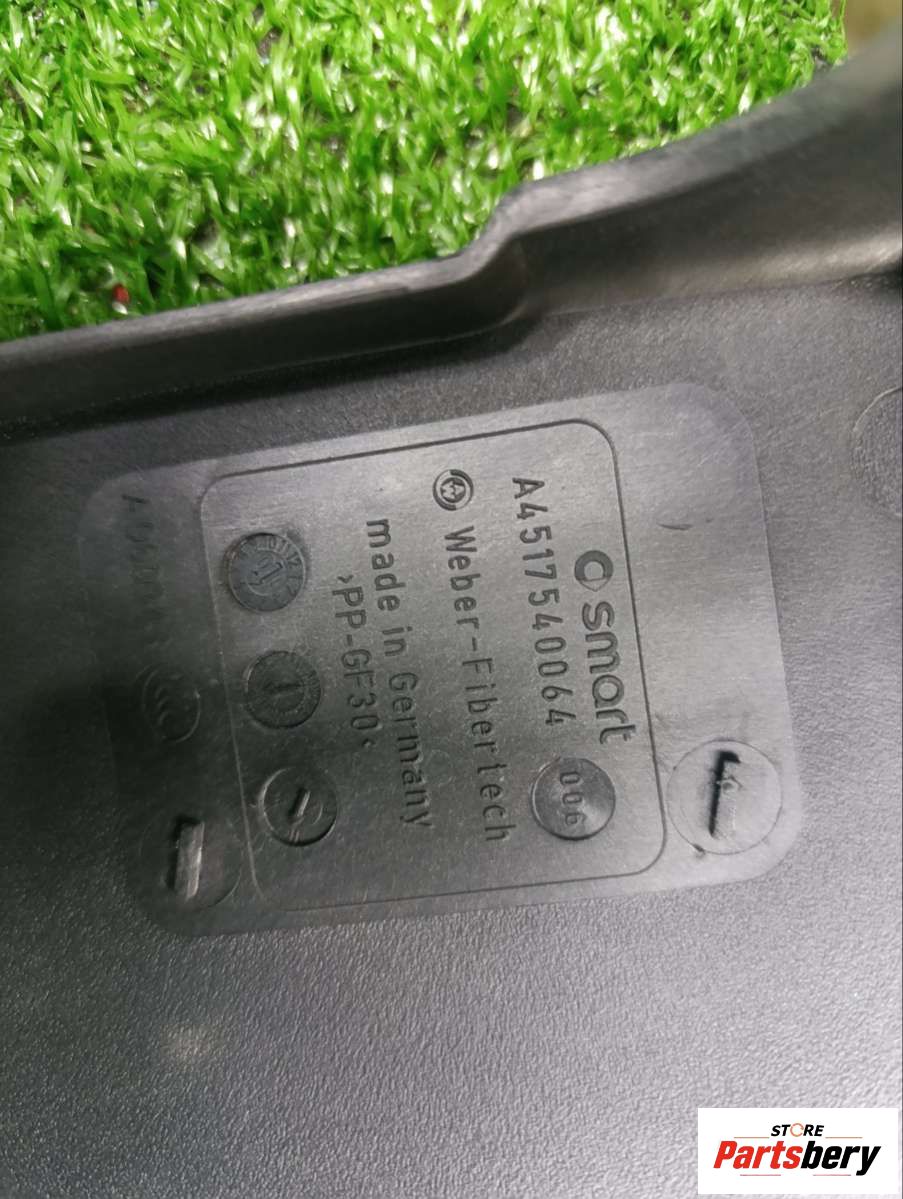 smart
A4517540064
006
Weber-Fibertech
made in Germany
>PP-GF30<
STORE
Partsbery